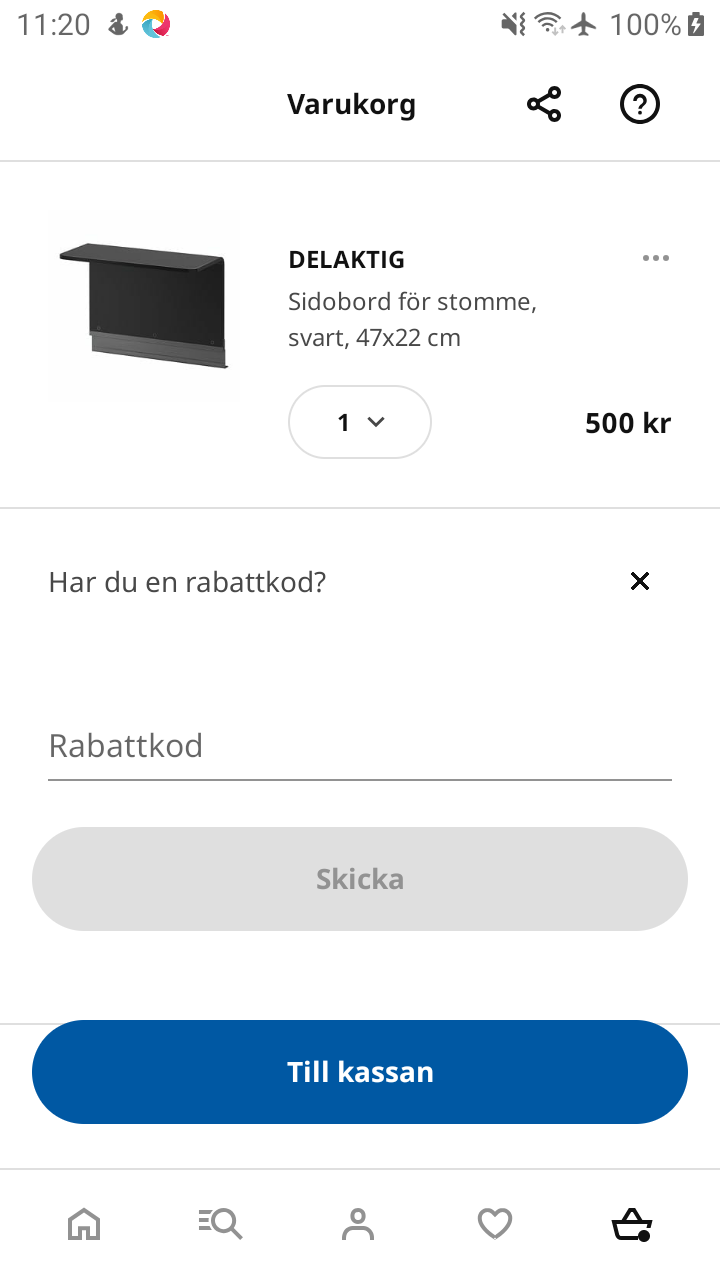 11:20
100%
Varukorg
DELAKTIG
Sidobord för stomme,
svart, 47x22 cm
1
500 kr
Har du en rabattkod?
Rabattkod
Skicka
Till kassan